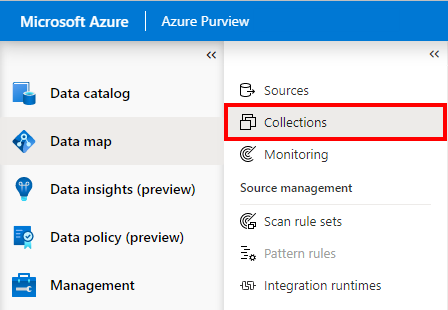 Microsoft Azure | Azure Purview
Data catalog
Data map
Data insights (preview)
Data policy (preview)
Management
Sources
Collections
Monitoring
Source management
Scan rule sets
Pattern rules
Integration runtimes